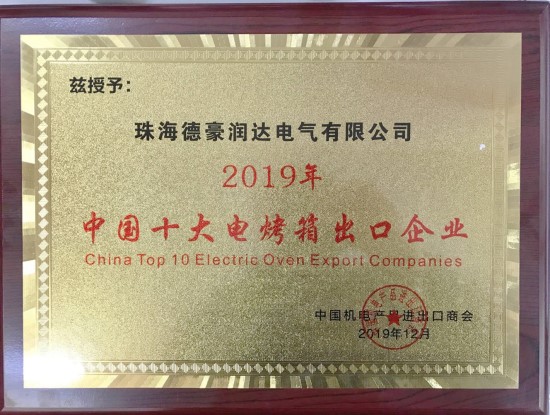 兹授予：
珠海德豪润达电气有限公司
2019年
中国十大电烤箱出口企业
China Top 10 Electric Oven Export Companies
中国机电产品进出口商会
2019年12月